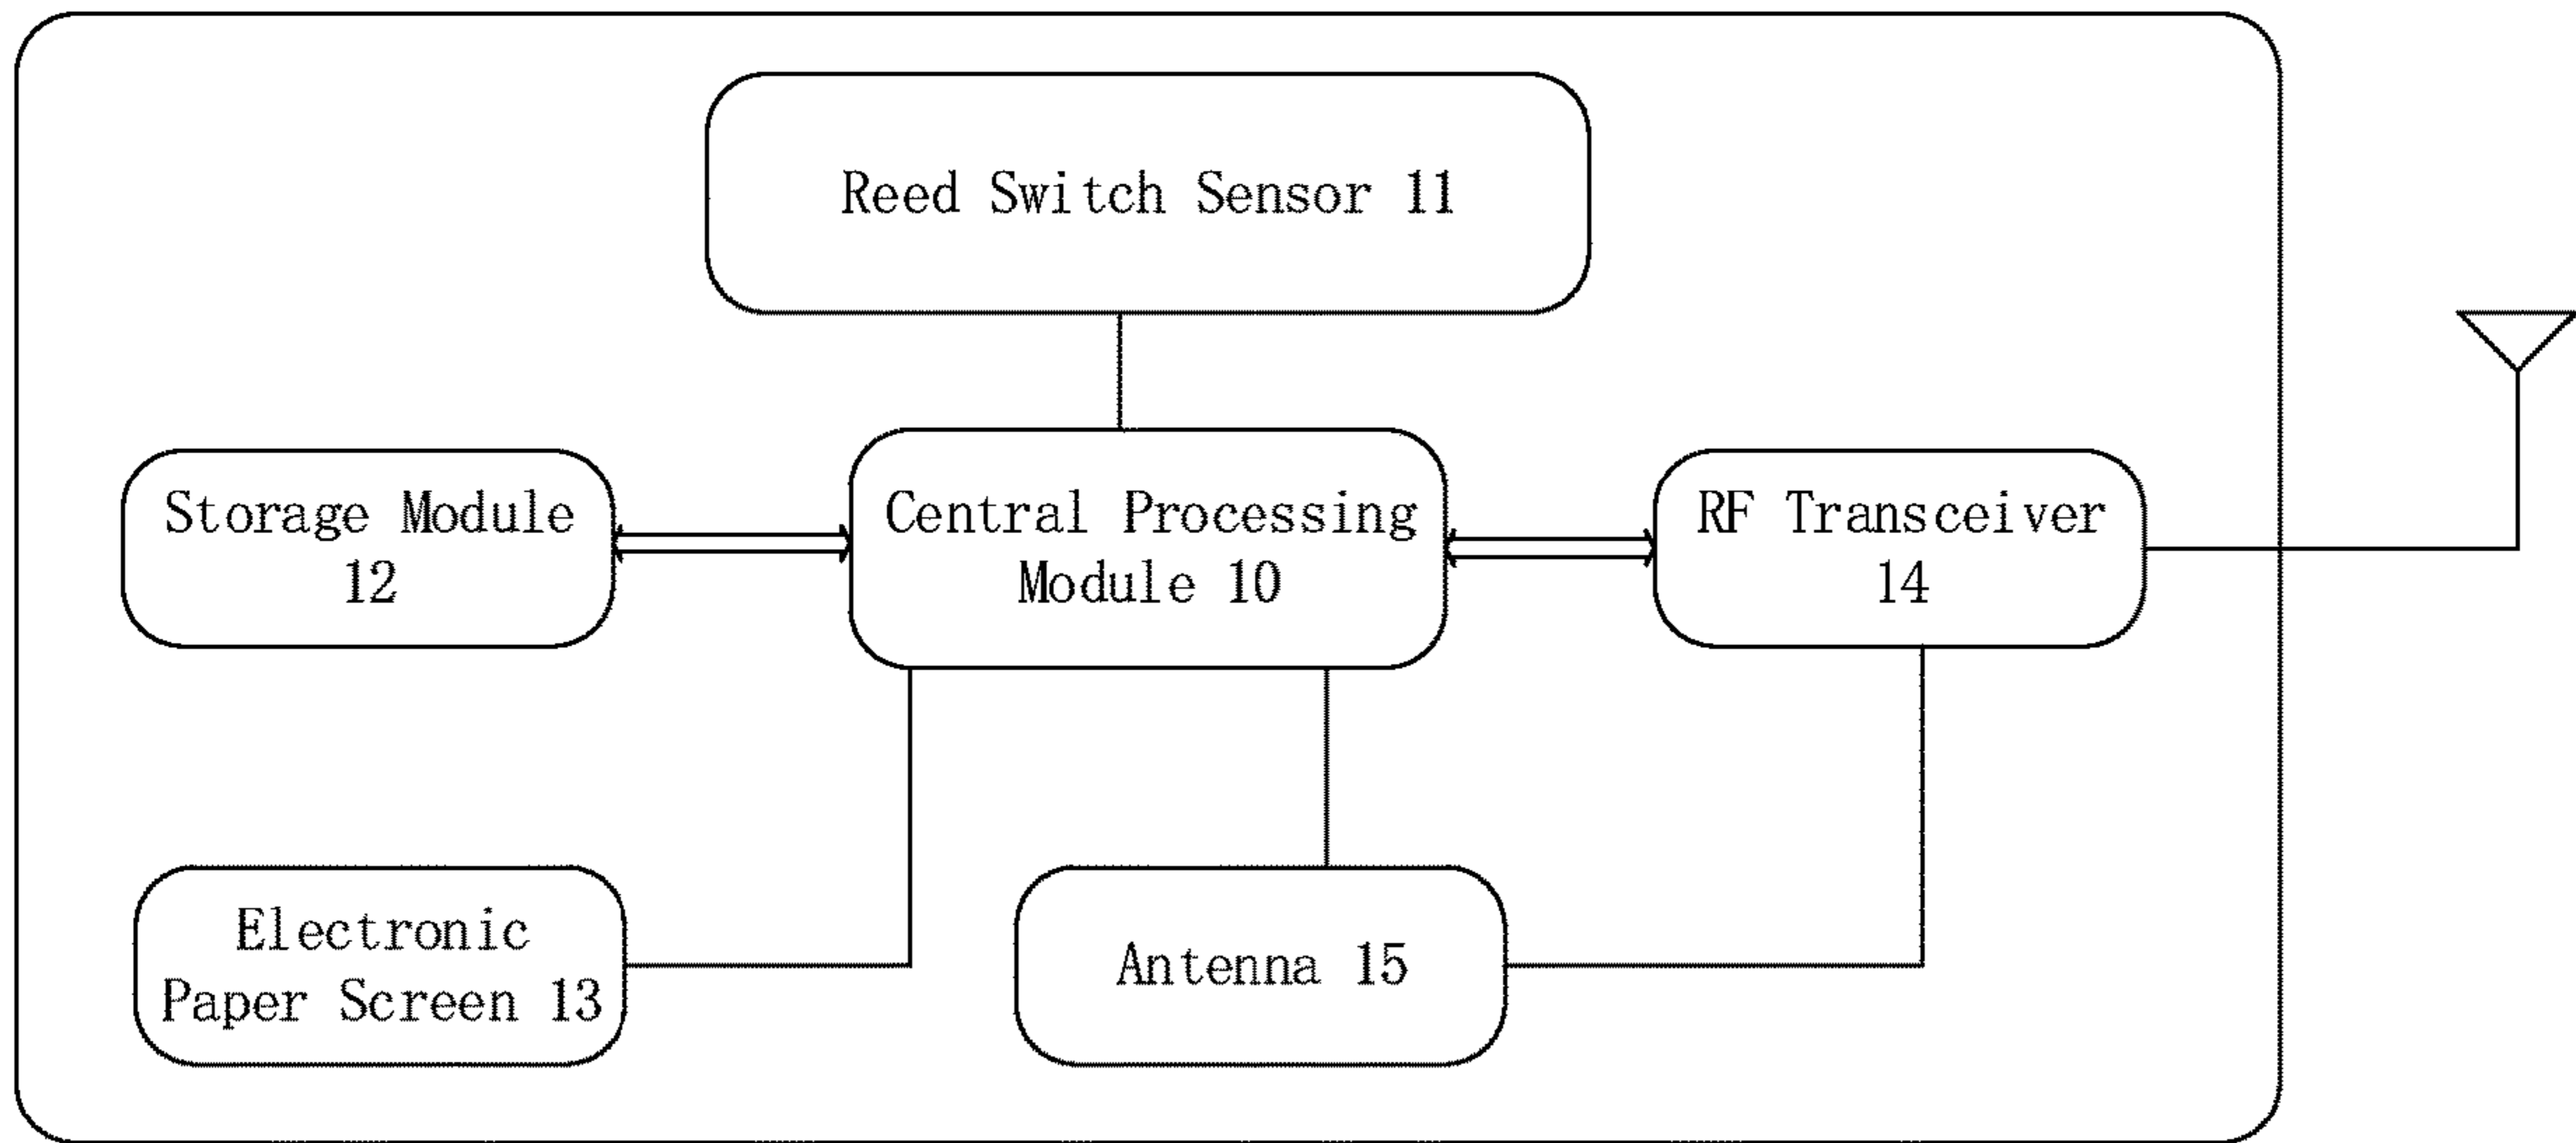 Reed Switch Sensor 11
Storage Module
12
Central Processing
Module 10
RF Transceiver
14
Electronic
Paper Screen 13
Antenna 15